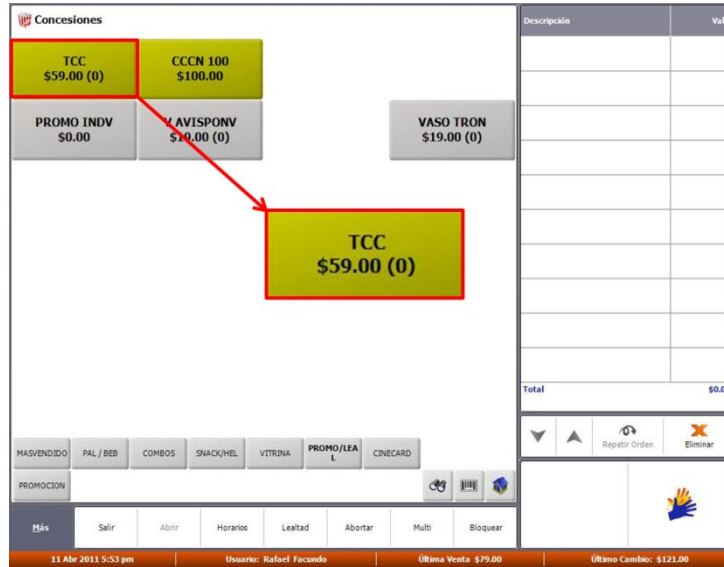 Concesiones
TCC
$59.00 (0)
CCCN 100
$100.00
PROMO INDV
$0.00
AVISPONV
$19.00 (0)
VASO TRON
$19.00 (0)
TCC
$59.00 (0)
MASVENDIDO
PAL / BEB
COMBOS
SNACK/HEL
VITRINA
PROMO/LEA
L
CINECARD
PROMOCION
Más
Salir
Abrir
Horarios
Lealtad
Abortar
Multi
Bloquear
Descripción
Val
Total
$0.0
Repetir Orden
Eliminar
11 Abr 2011 5:53 pm
Usuario: Rafael Facundo
Última Venta $79.00
Último Cambio: $121.00